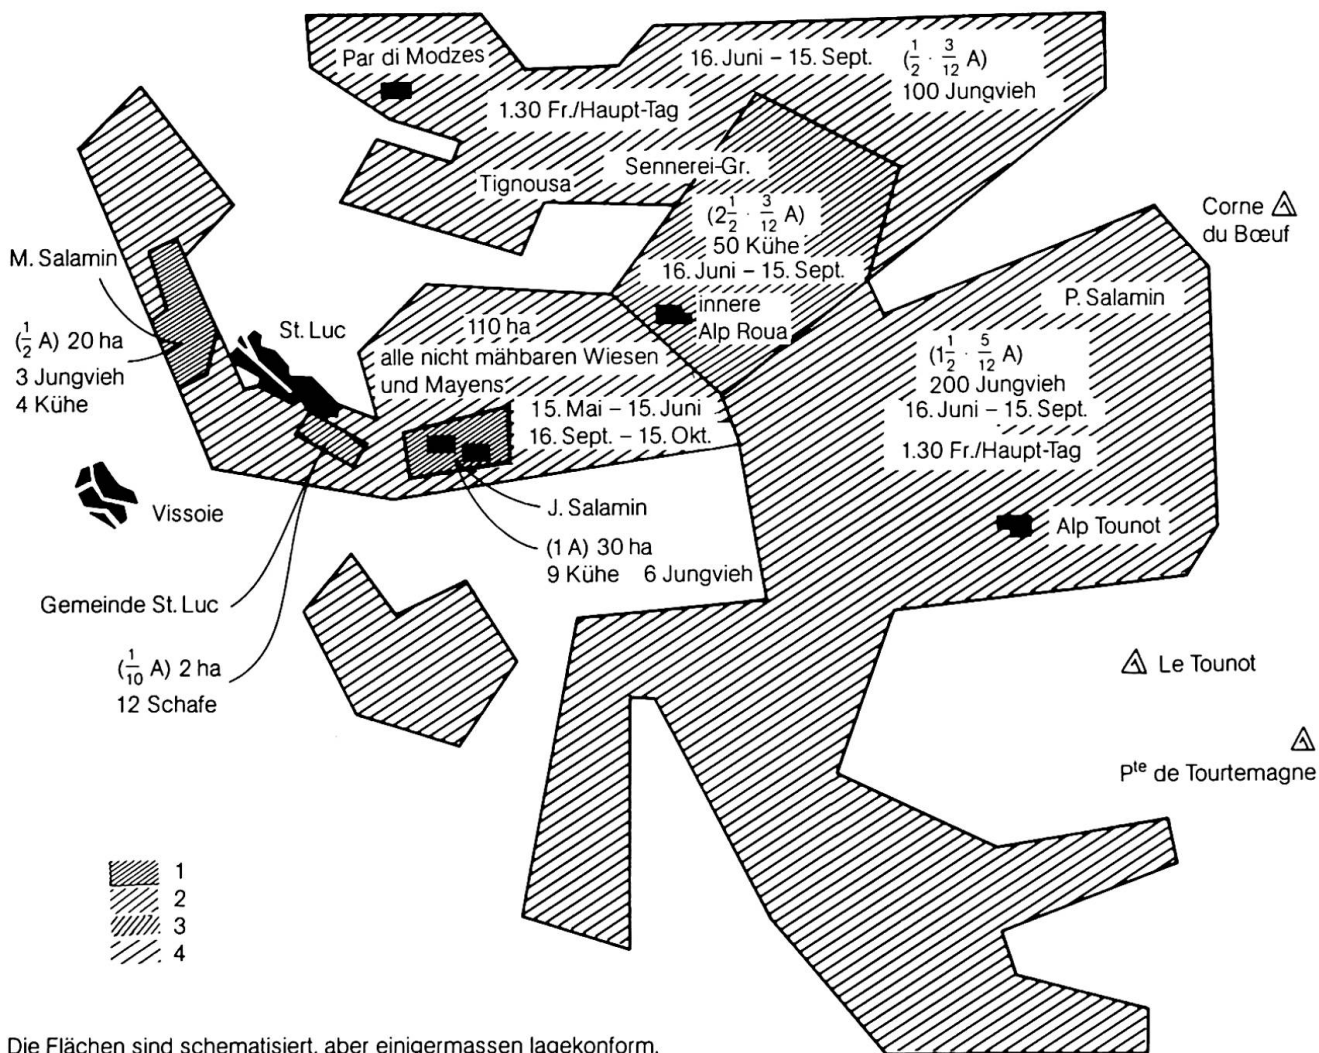 Par di Modzes
16. Juni – 15. Sept. (1/2 · 3/12 A)
100 Jungvieh
1.30 Fr./Haupt-Tag
Sennerei-Gr.
Tignousa
(2 1/2 · 3/12 A)
50 Kühe
16. Juni – 15. Sept.
innere
Alp Roua
Corne
du Bœuf
M. Salamin
(1/2 A) 20 ha
3 Jungvieh
4 Kühe
St. Luc
110 ha
alle nicht mähbaren Wiesen
und Mayens
15. Mai – 15. Juni
16. Sept. – 15. Okt.
P. Salamin
(1 1/2 · 5/12 A)
200 Jungvieh
16. Juni – 15. Sept.
1.30 Fr./Haupt-Tag
Alp Tounot
Vissoie
J. Salamin
(1 A) 30 ha
9 Kühe 6 Jungvieh
Gemeinde St. Luc
(1/10 A) 2 ha
12 Schafe
Le Tounot
Pte de Tourtemagne
1
2
3
4
Die Flächen sind schematisiert, aber einigermassen lagekonform.